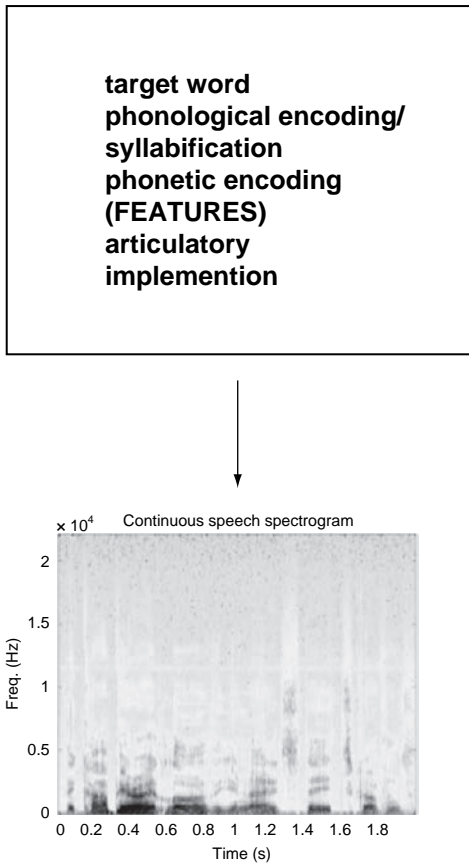 target word
phonological encoding/
syllabification
phonetic encoding
(FEATURES)
articulatory
implemention
× 10⁴ Continuous speech spectrogram
2
1.5
1
0.5
0
Freq. (Hz)
0 0.2 0.4 0.6 0.8 1 1.2 1.4 1.6 1.8
Time (s)